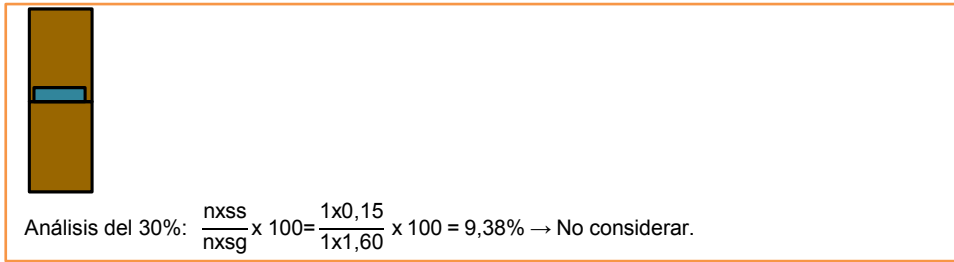 Análisis del 30%: nxss/nxsg x 100= 1x0,15/1x1,60 x 100 = 9,38% → No considerar.